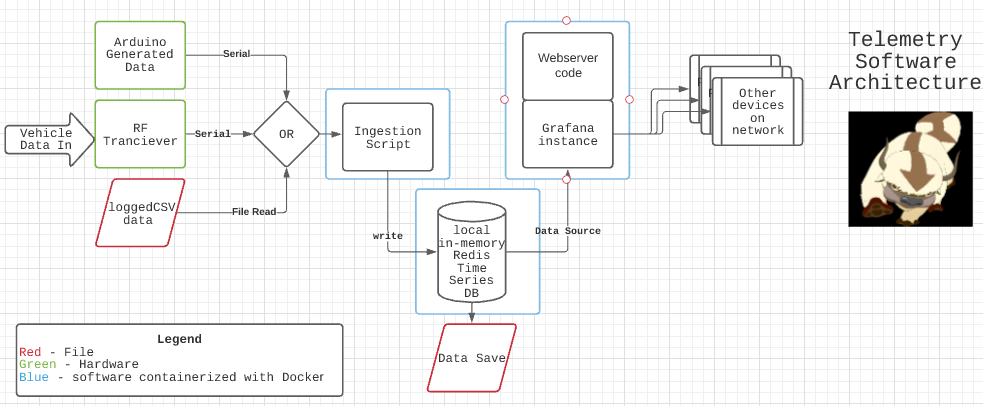 Telemetry
Software
Architecture
Arduino
Generated
Data
Serial
Vehicle
Data In
RF
Tranciever
Serial
OR
loggedCSV
data
File Read
Ingestion
Script
Webserver
code
Grafana
instance
Other
devices
on
network
write
local
in-memory
Redis
Time
Series
DB
Data Source
Data Save
Legend
Red - File
Green - Hardware
Blue - software containerized with Docker